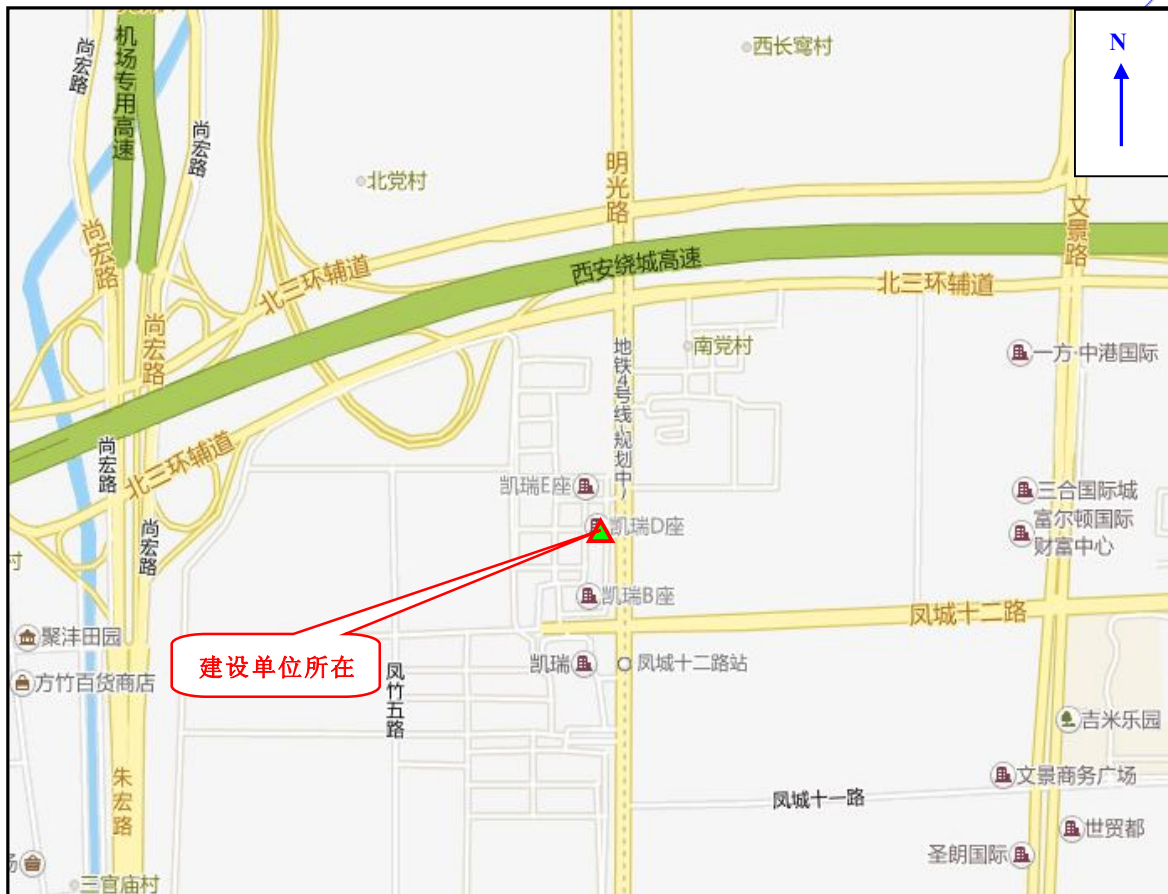 尚宏路
机场专用高速
西长鸾村
N
尚宏路
明光路
北党村
文景路
尚宏路
西安绕城高速
北三环辅道
北三环辅道
尚宏路
南党村
地铁4号线(规划中)
一方·中港国际
尚宏路
北三环辅道
凯瑞E座
三合国际城
凯瑞D座
富尔顿国际
财富中心
尚宏路
村
凯瑞B座
凤城十二路
聚沣田园
建设单位所在
凯瑞
凤城十二路站
方竹百货商店
凤竹五路
吉米乐园
文景商务广场
朱宏路
凤城十一路
世贸都
圣朗国际
场
三官庙村